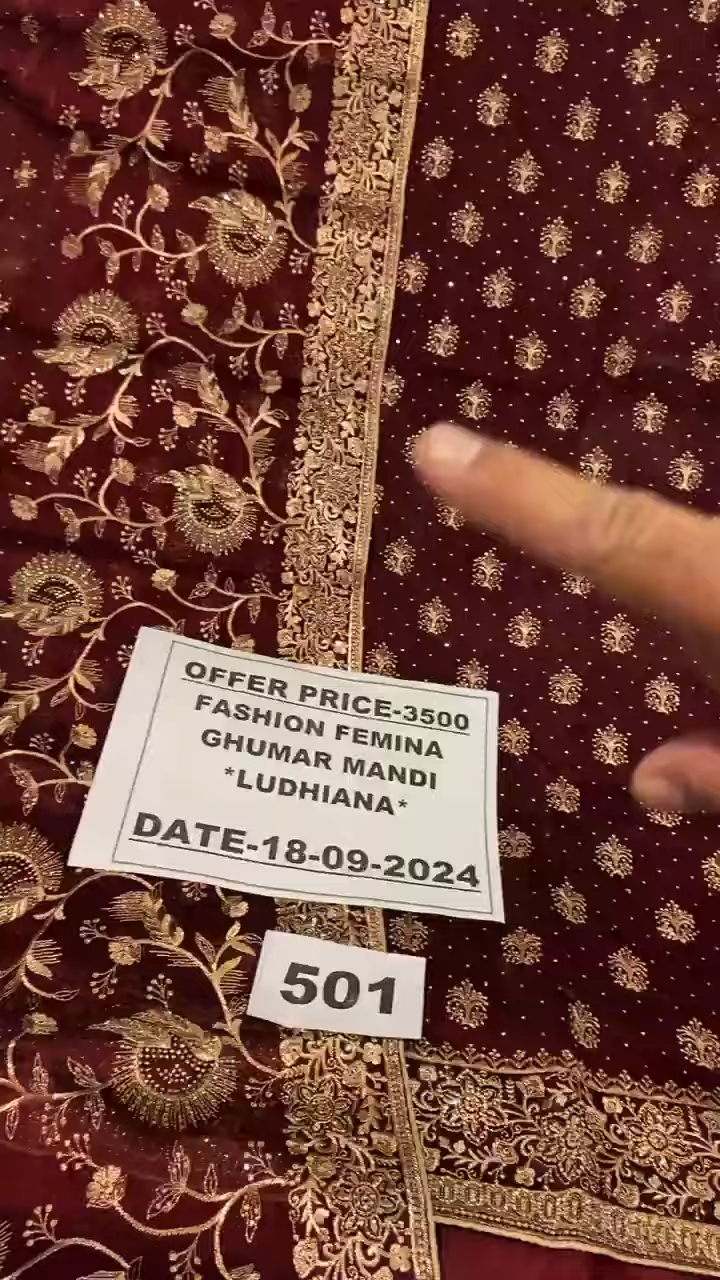 OFFER PRICE-3500
FASHION FEMINA
GHUMAR MANDI
*LUDHIANA*
DATE-18-09-2024
501